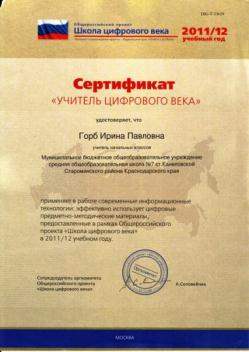 Общероссийский проект
Школа цифрового века
2011/12
учебный год
Сертификат
«УЧИТЕЛЬ ЦИФРОВОГО ВЕКА»
удостоверяет, что
Горб Ирина Павловна
учитель начальных классов
Муниципальное бюджетное общеобразовательное учреждение
средняя общеобразовательная школа №7 ст.Канеловской
Староминского района Краснодарского края
применяет в работе современные информационные
технологии; эффективно использует цифровые
предметно-методические материалы,
предоставленные в рамках Общероссийского
проекта «Школа цифрового века»
в 2011/12 учебном году.
Сопредседатель оргкомитета
Общероссийского проекта
«Школа цифрового века»
А.Соловейчик
МОСКВА